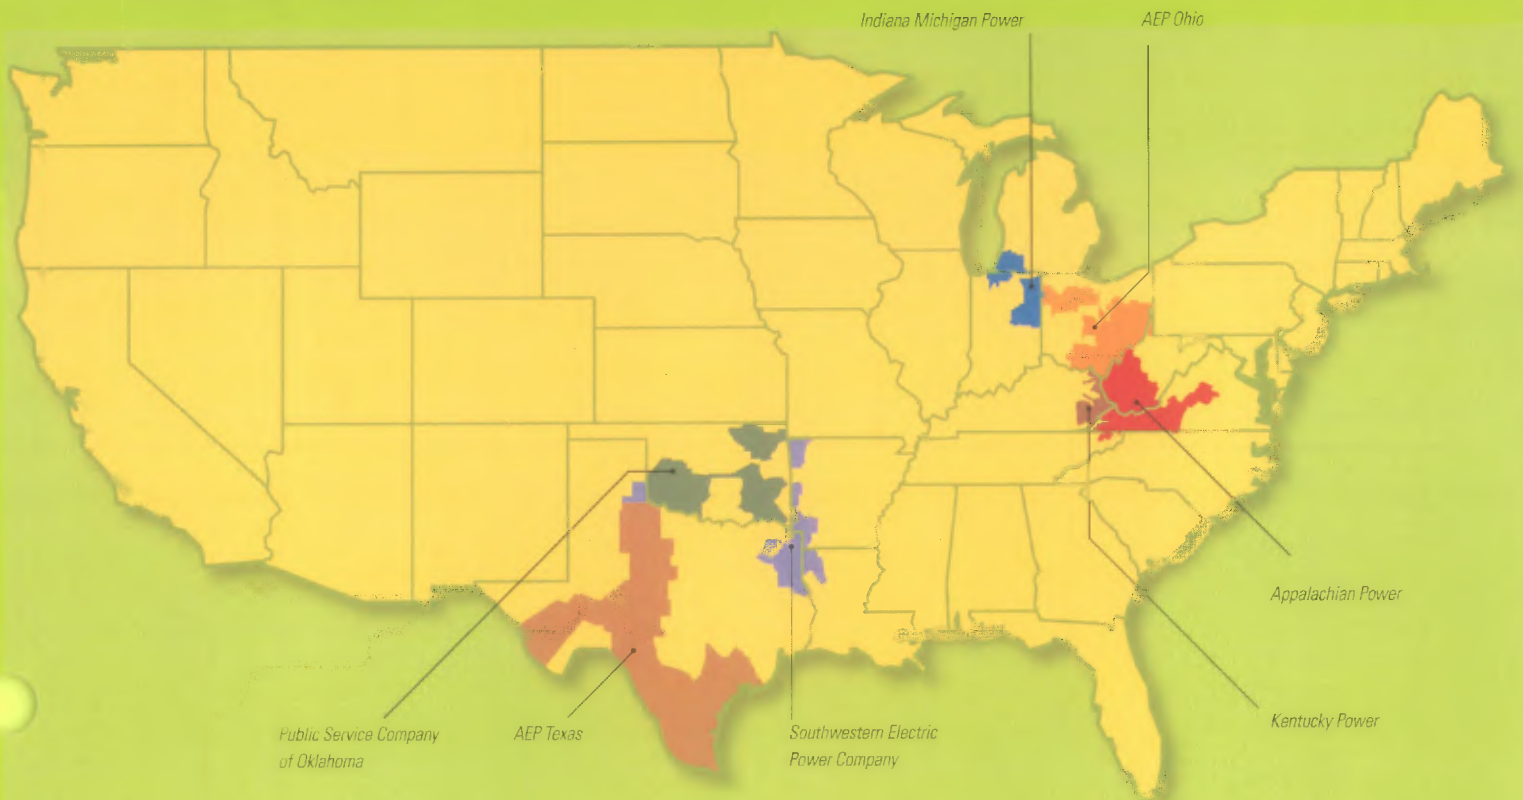 Indiana Michigan Power
AEP Ohio
Appalachian Power
Kentucky Power
Public Service Company
of Oklahoma
AEP Texas
Southwestern Electric
Power Company